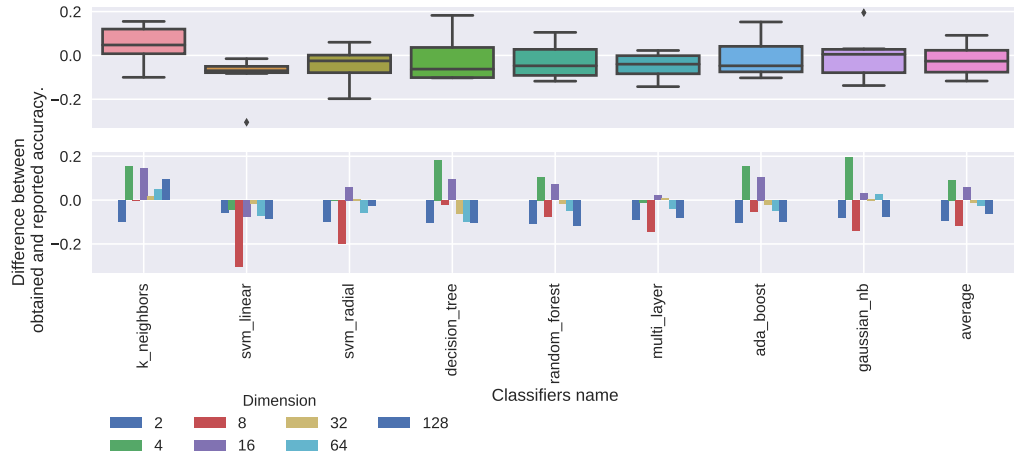 Difference between
obtained and reported accuracy.
0.2
0.0
−0.2
0.2
0.0
−0.2
k_neighbors
svm_linear
svm_radial
decision_tree
random_forest
multi_layer
ada_boost
gaussian_nb
average
Classifiers name
Dimension
2 8 32 128
4 16 64